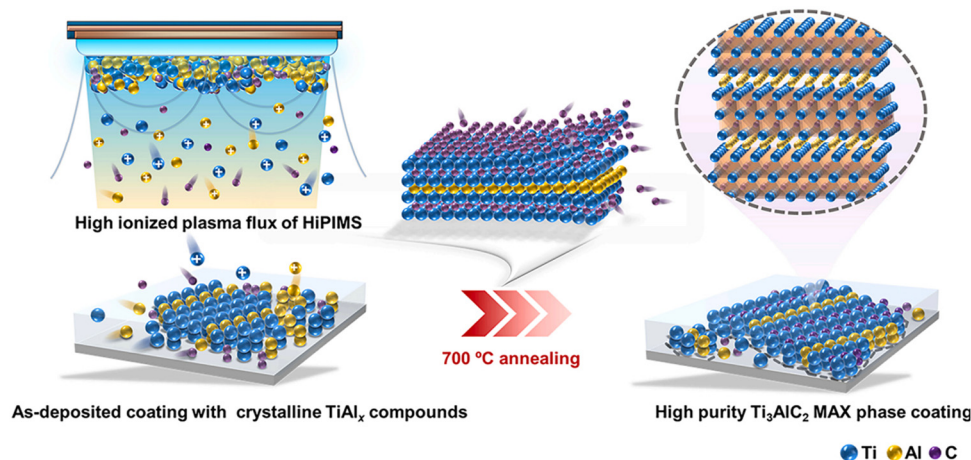 High ionized plasma flux of HiPIMS
700 ºC annealing
As-deposited coating with crystalline TiAlₓ compounds
High purity Ti₃AlC₂ MAX phase coating
Ti Al C